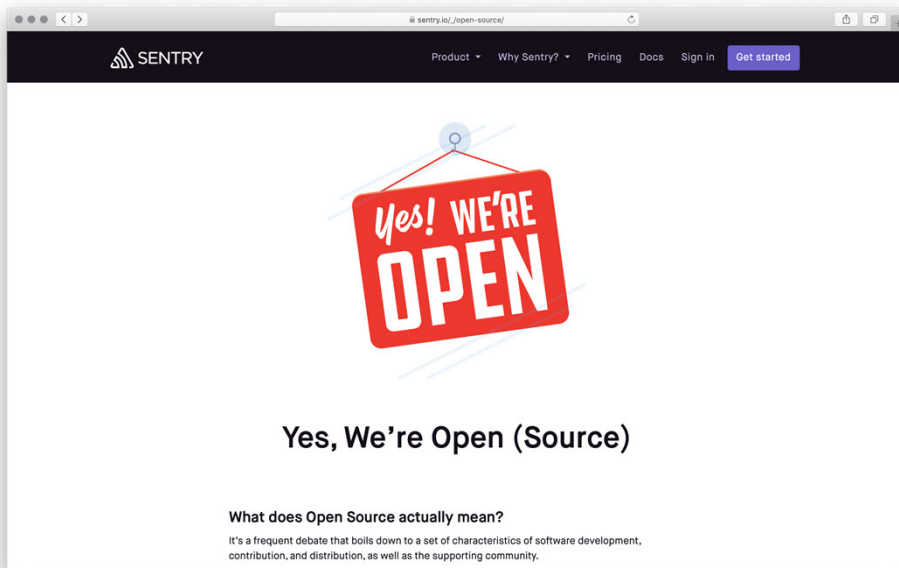 sentry.io/_/open-source/
SENTRY
Product
Why Sentry?
Pricing
Docs
Sign in
Get started
Yes! WE'RE
OPEN
Yes, We're Open (Source)
What does Open Source actually mean?
It's a frequent debate that boils down to a set of characteristics of software development,
contribution, and distribution, as well as the supporting community.